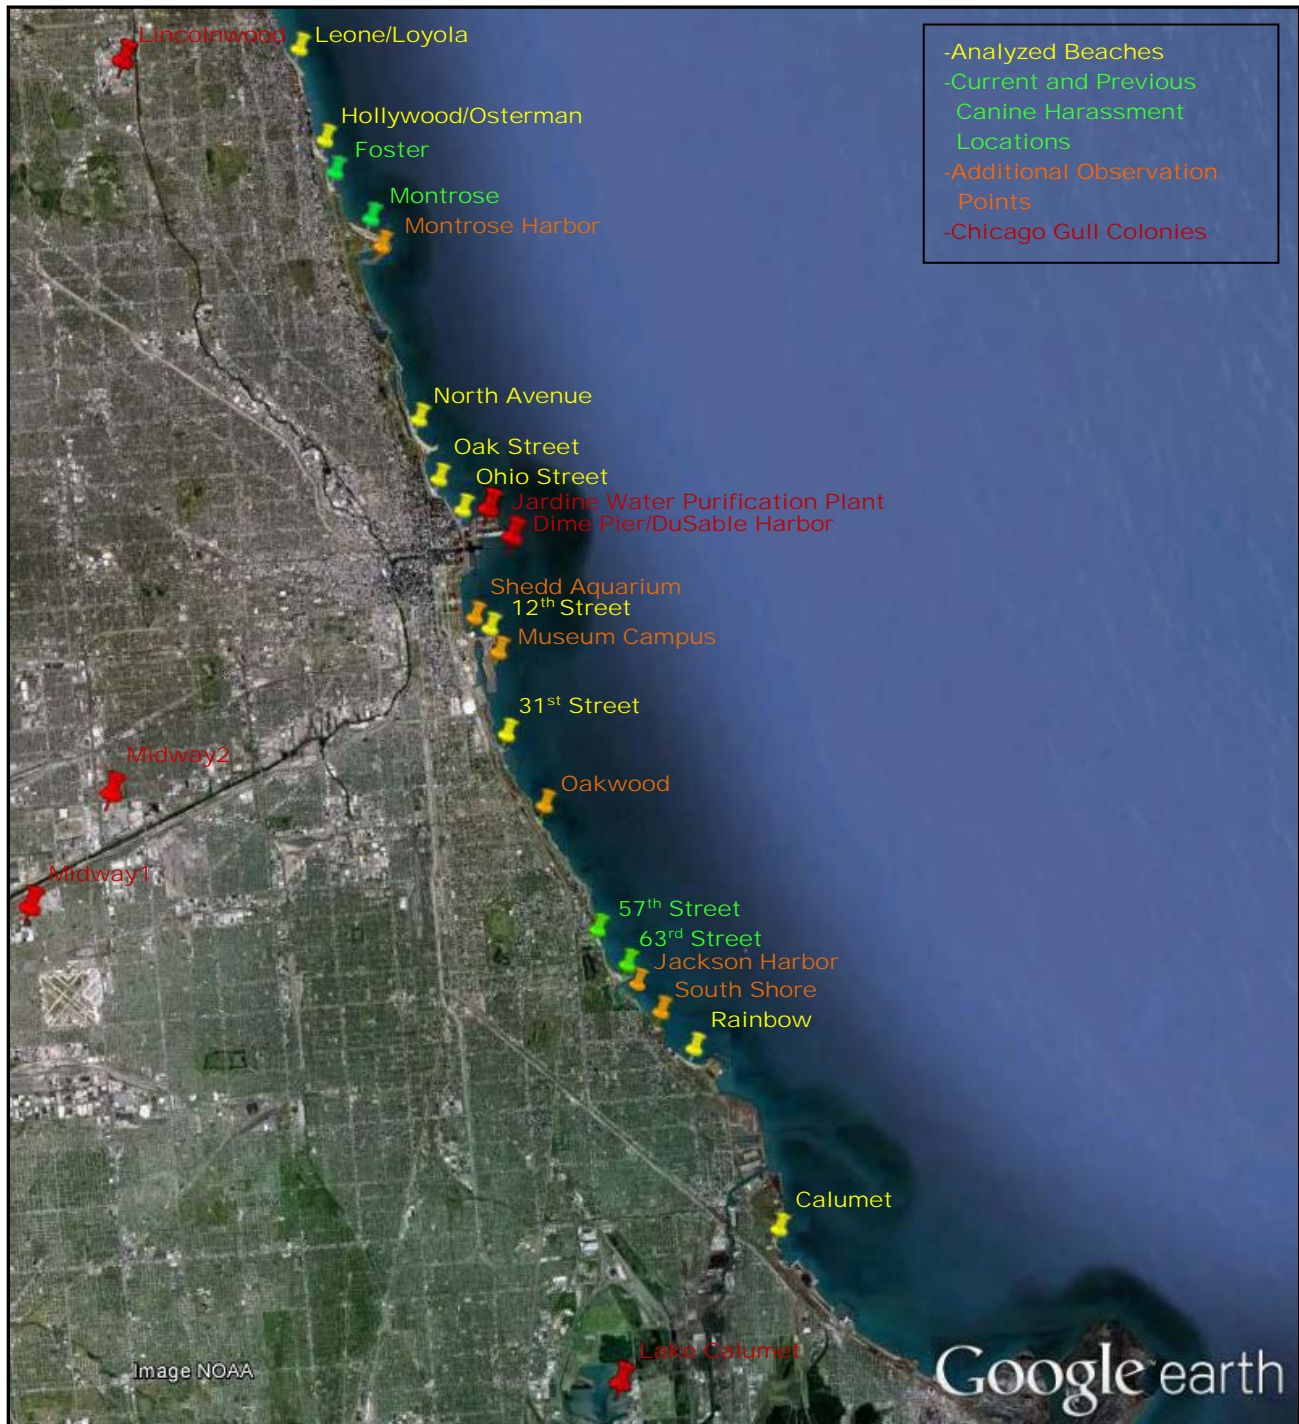 Lincolnwood
Leone/Loyola
-Analyzed Beaches
-Current and Previous
Canine Harassment
Locations
-Additional Observation
Points
-Chicago Gull Colonies
Hollywood/Osterman
Foster
Montrose
Montrose Harbor
North Avenue
Oak Street
Ohio Street
Jardine Water Purification Plant
Dime Pier/DuSable Harbor
Shedd Aquarium
12th Street
Museum Campus
31st Street
Midway2
Oakwood
Midway1
57th Street
63rd Street
Jackson Harbor
South Shore
Rainbow
Calumet
Lake Calumet
Image NOAA
Google earth